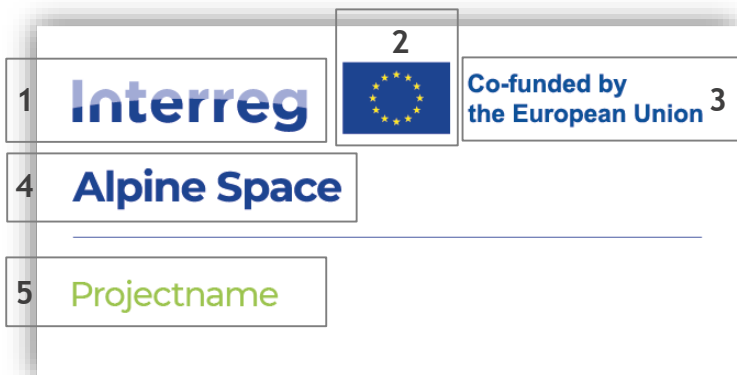 2
1 Interreg
Co-funded by
the European Union 3
4 Alpine Space
5 Projectname